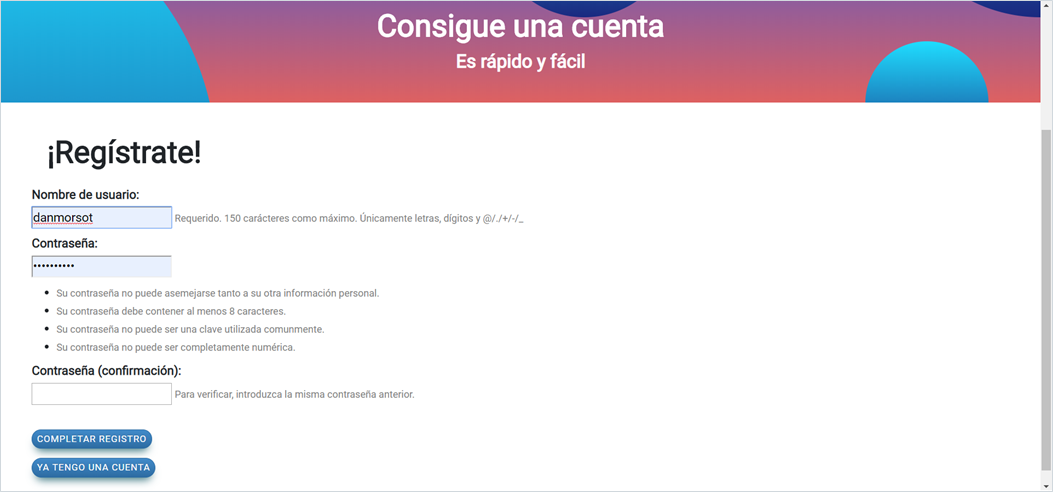 Consigue una cuenta
Es rápido y fácil
¡Regístrate!
Nombre de usuario:
danmorsot Requerido. 150 carácteres como máximo. Únicamente letras, dígitos y @/./+/-/_
Contraseña:
••••••••••
Su contraseña no puede asemejarse tanto a su otra información personal.
Su contraseña debe contener al menos 8 caracteres.
Su contraseña no puede ser una clave utilizada comunmente.
Su contraseña no puede ser completamente numérica.
Contraseña (confirmación):
Para verificar, introduzca la misma contraseña anterior.
COMPLETAR REGISTRO
YA TENGO UNA CUENTA